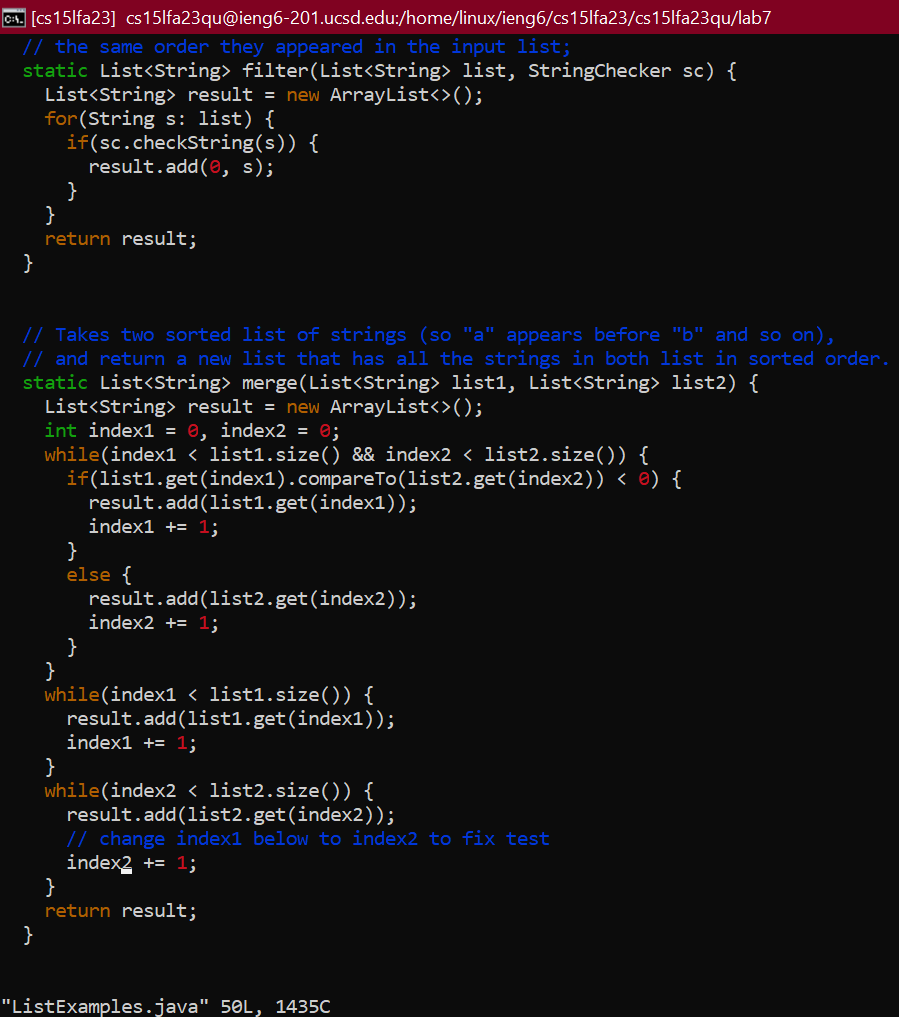 [cs15lfa23] cs15lfa23qu@ieng6-201.ucsd.edu:/home/linux/ieng6/cs15lfa23/cs15lfa23qu/lab7
  // the same order they appeared in the input list;
  static List<String> filter(List<String> list, StringChecker sc) {
    List<String> result = new ArrayList<>();
    for(String s: list) {
      if(sc.checkString(s)) {
        result.add(0, s);
      }
    }
    return result;
  }
  // Takes two sorted list of strings (so "a" appears before "b" and so on),
  // and return a new list that has all the strings in both list in sorted order.
  static List<String> merge(List<String> list1, List<String> list2) {
    List<String> result = new ArrayList<>();
    int index1 = 0, index2 = 0;
    while(index1 < list1.size() && index2 < list2.size()) {
      if(list1.get(index1).compareTo(list2.get(index2)) < 0) {
        result.add(list1.get(index1));
        index1 += 1;
      }
      else {
        result.add(list2.get(index2));
        index2 += 1;
      }
    }
    while(index1 < list1.size()) {
      result.add(list1.get(index1));
      index1 += 1;
    }
    while(index2 < list2.size()) {
      result.add(list2.get(index2));
      // change index1 below to index2 to fix test
      index2 += 1;
    }
    return result;
  }
"ListExamples.java" 50L, 1435C